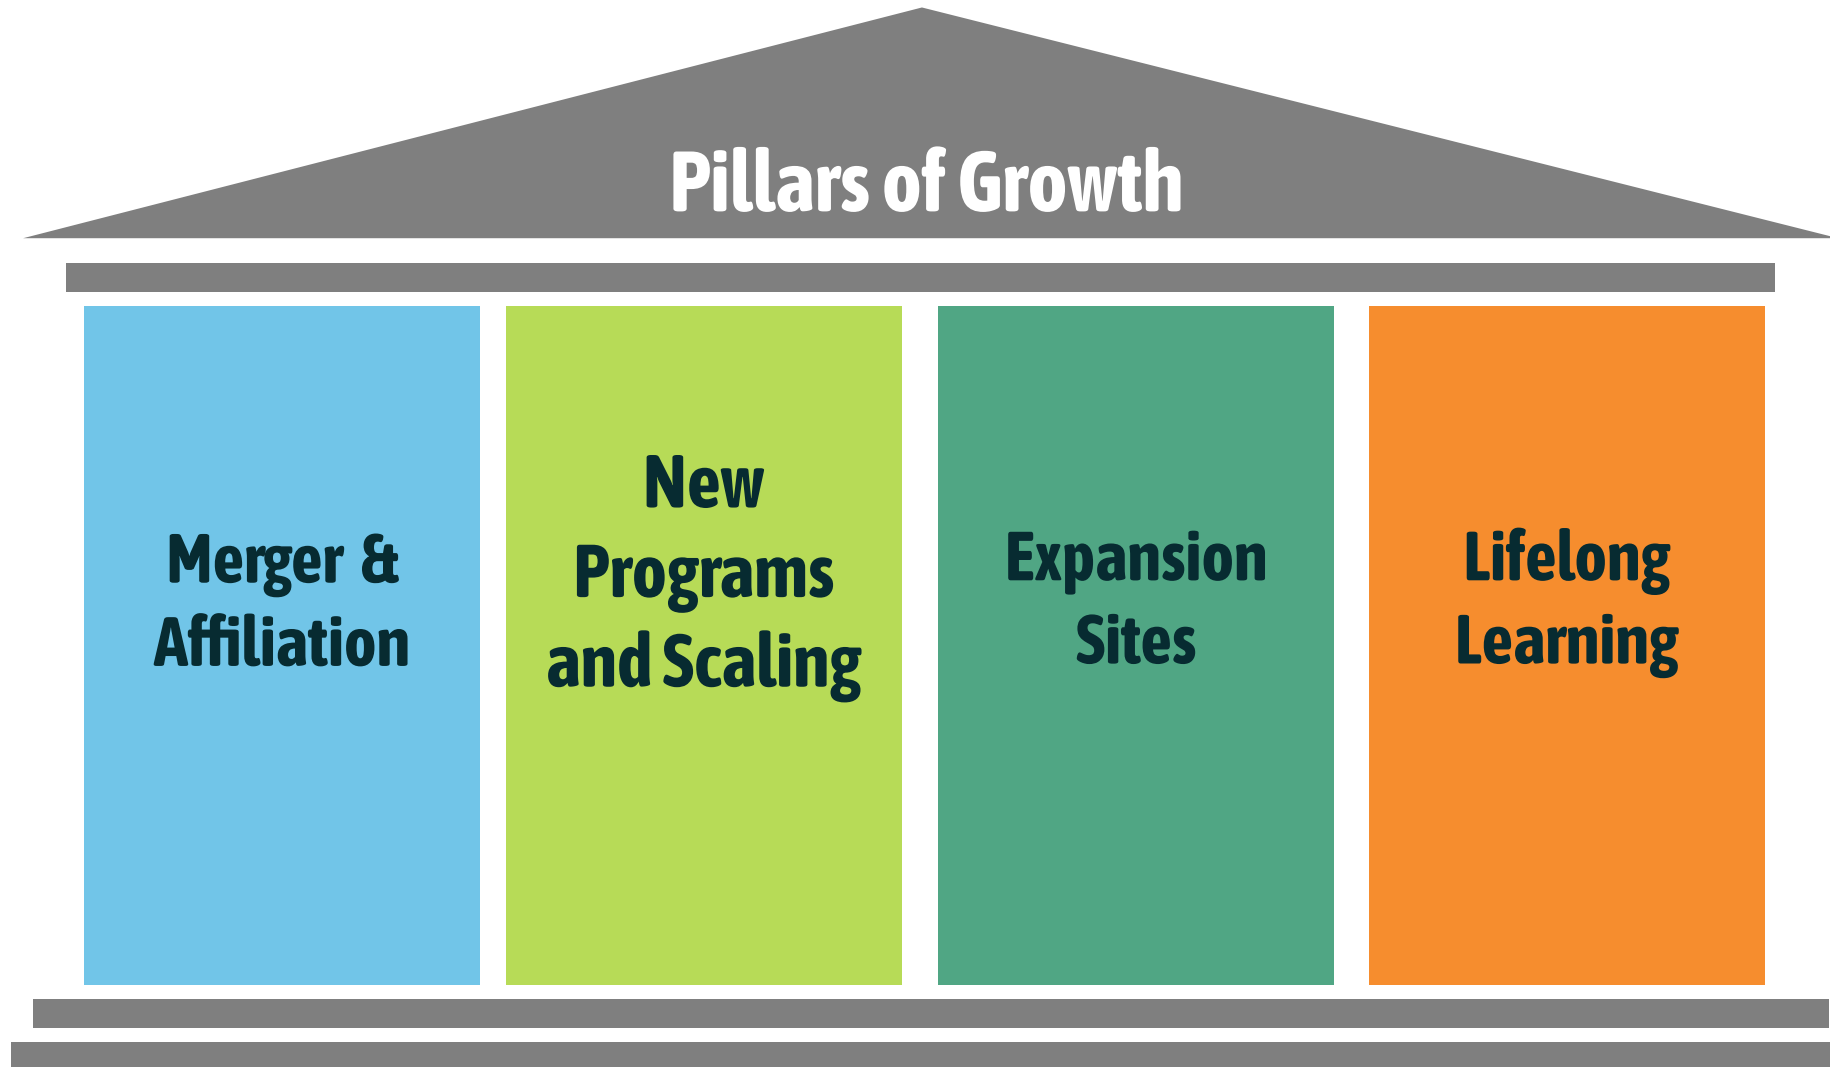 Pillars of Growth
Merger &
Affiliation
New
Programs
and Scaling
Expansion
Sites
Lifelong
Learning